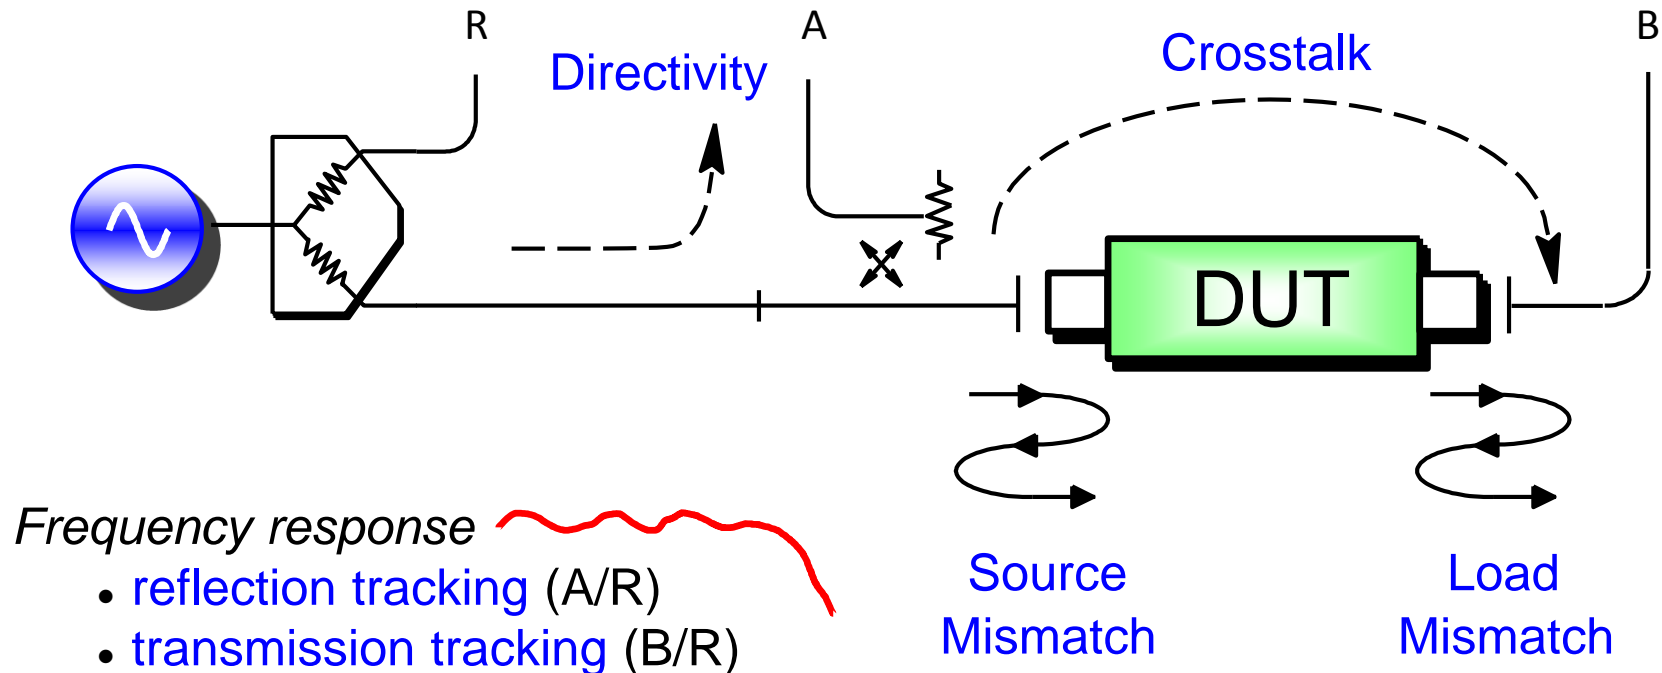 R
A
B
Directivity
Crosstalk
DUT
Frequency response
• reflection tracking (A/R)
• transmission tracking (B/R)
Source
Mismatch
Load
Mismatch